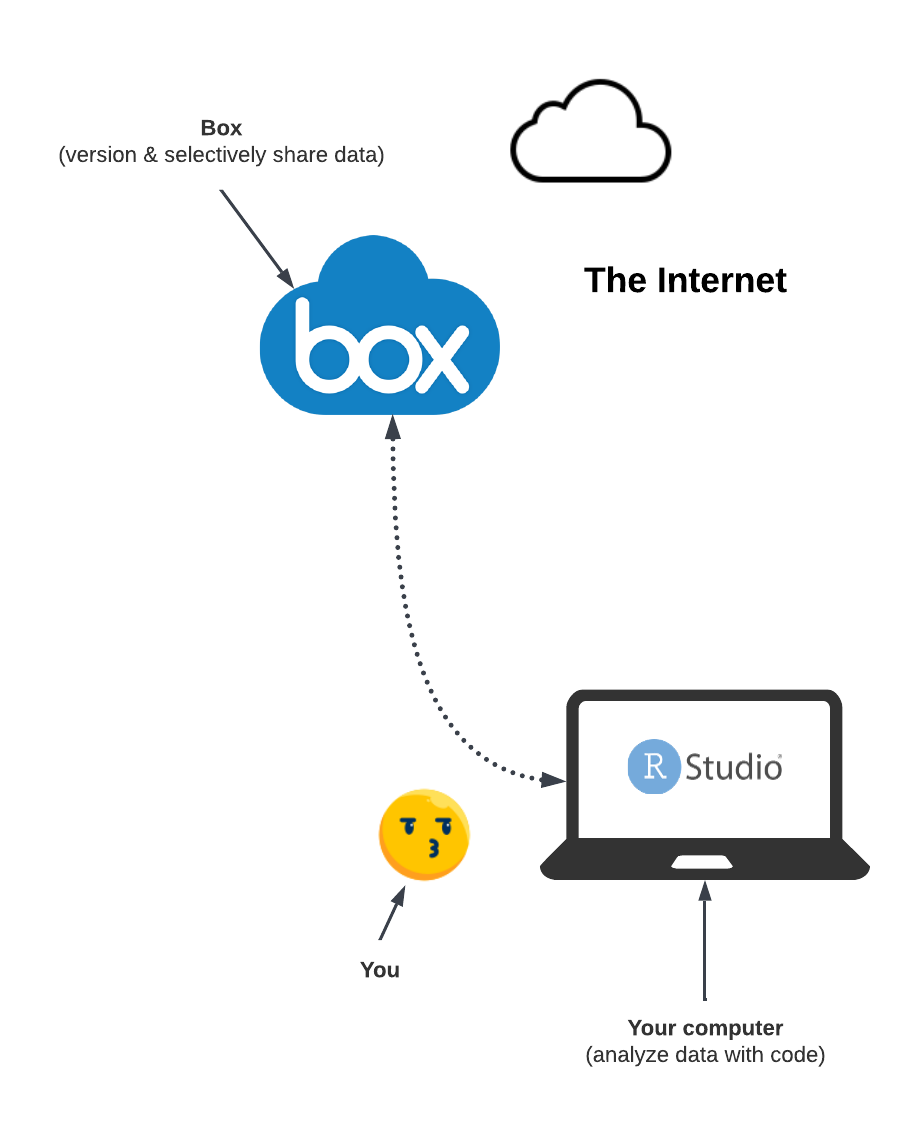 Box
(version & selectively share data)
The Internet
box
R Studio®
You
Your computer
(analyze data with code)